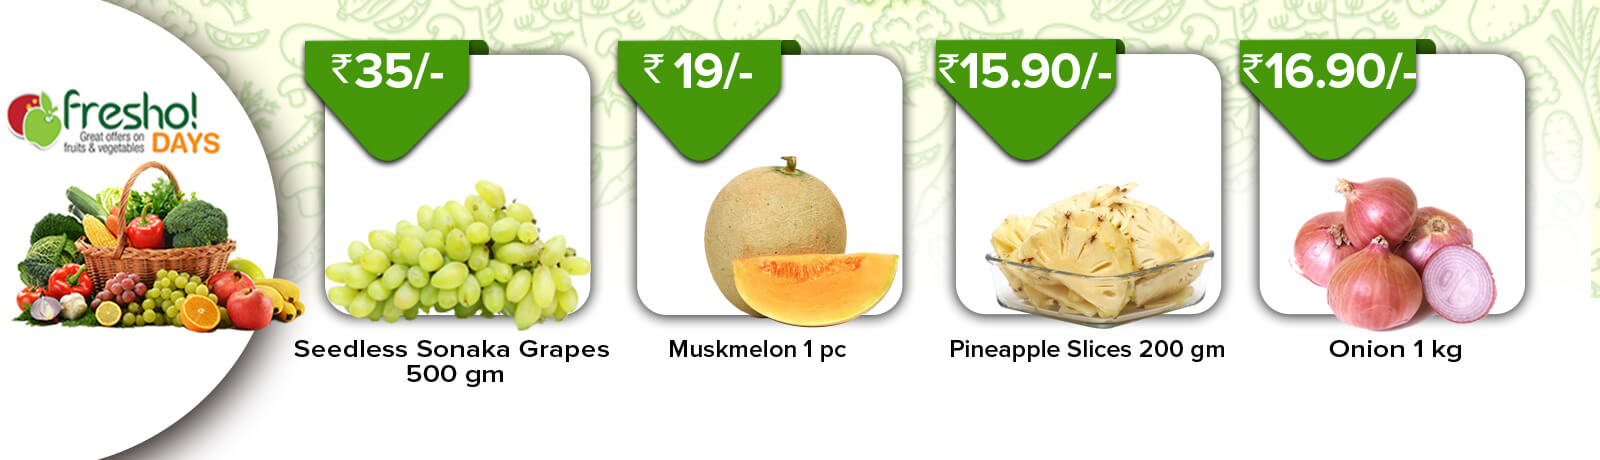 fresho!
Great offers on
fruits & vegetables DAYS
₹35/-
Seedless Sonaka Grapes
500 gm
₹ 19/-
Muskmelon 1 pc
₹15.90/-
Pineapple Slices 200 gm
₹16.90/-
Onion 1 kg